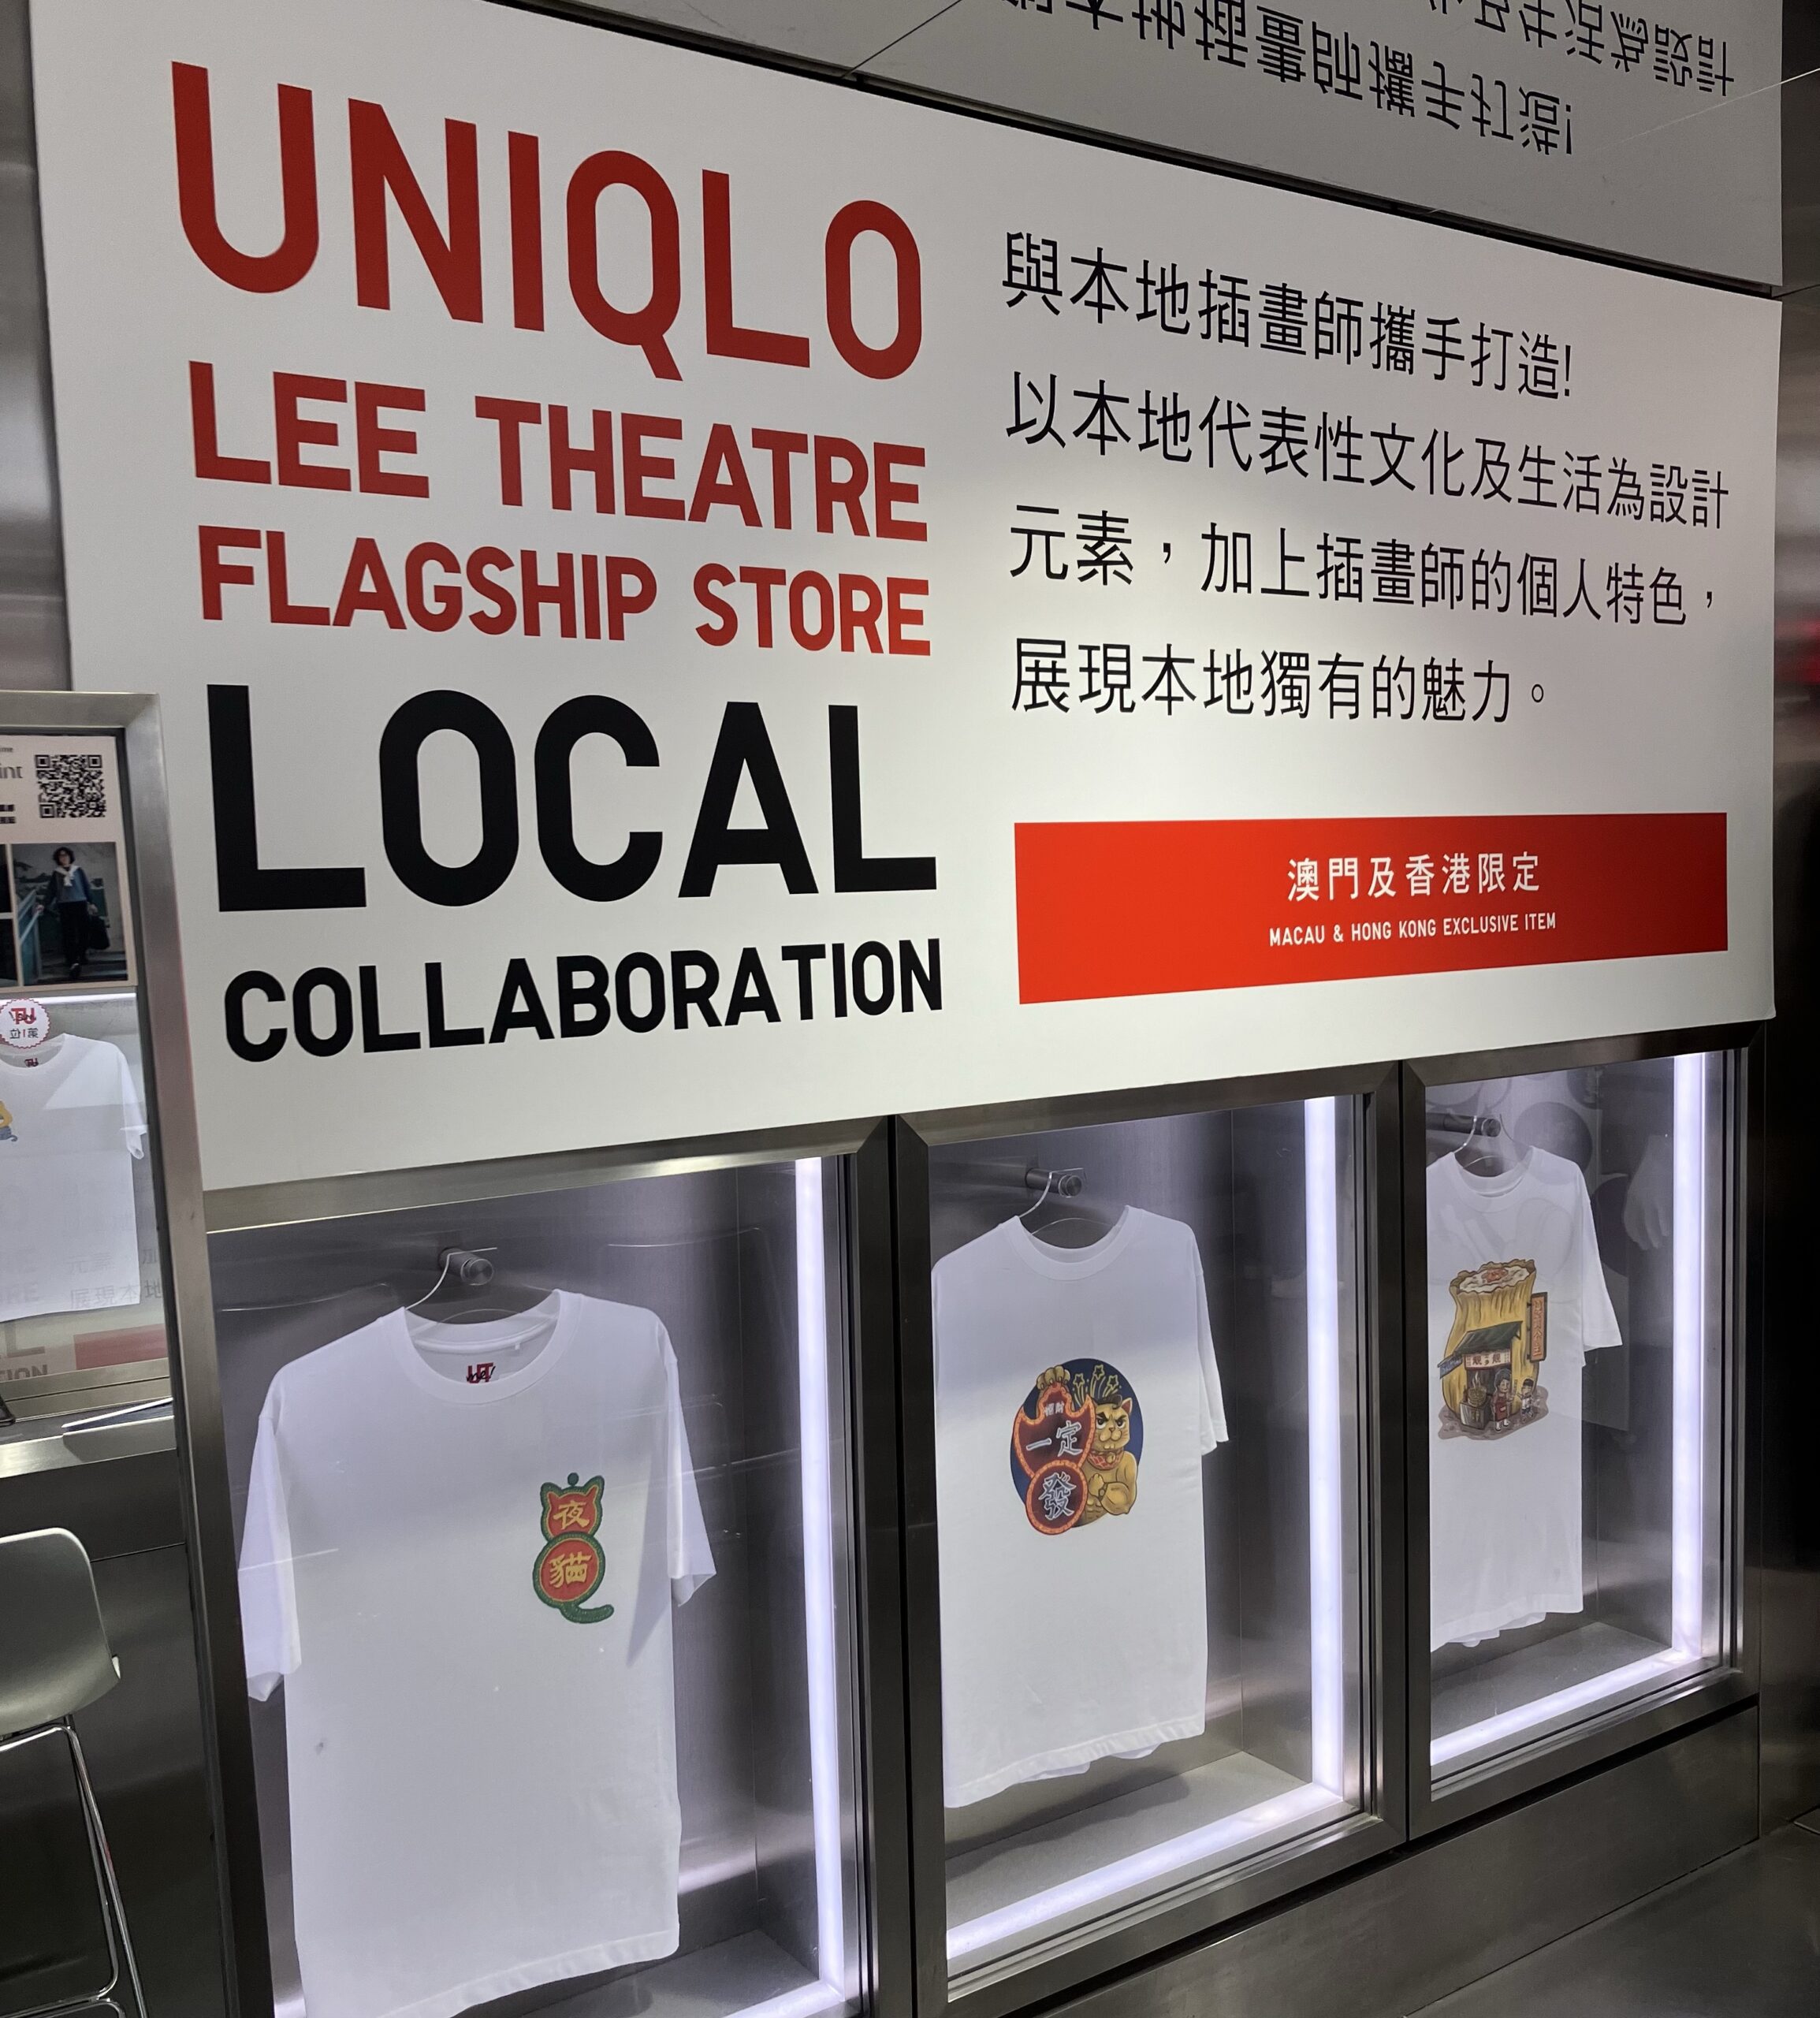 UNIQLO
LEE THEATRE
FLAGSHIP STORE
LOCAL
COLLABORATION
與本地插畫師攜手打造!
以本地代表性文化及生活為設計
元素，加上插畫師的個人特色，
展現本地獨有的魅力。
澳門及香港限定
MACAU & HONG KONG EXCLUSIVE ITEM
夜
貓
一定
發